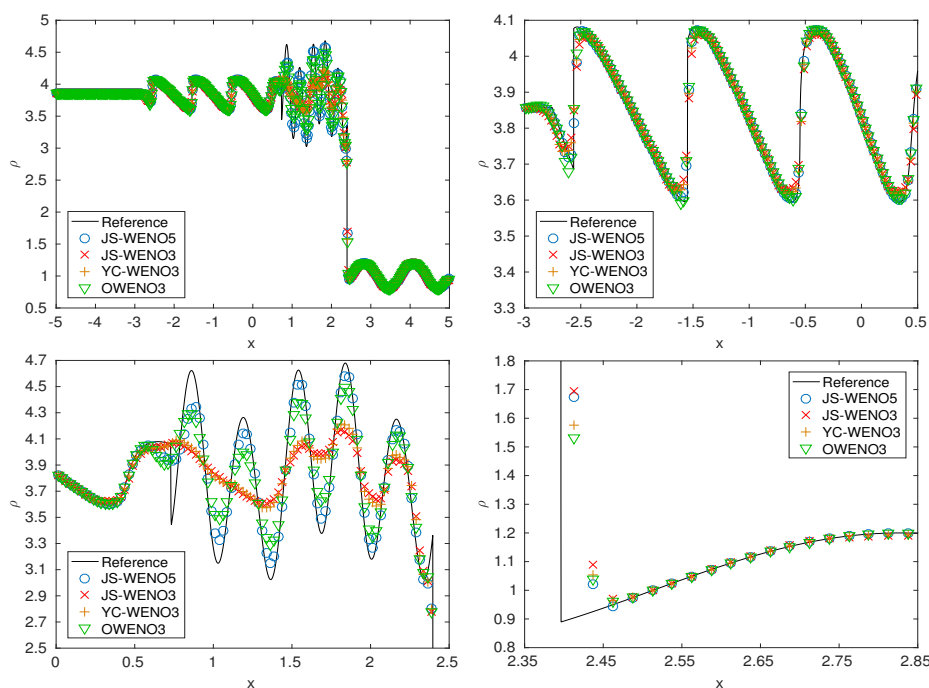 5
4.5
4
3.5
3
2.5
2
1.5
1
0.5
ρ
Reference
JS-WENO5
JS-WENO3
YC-WENO3
OWENO3
-5 -4 -3 -2 -1 0 1 2 3 4 5
x
4.1
4
3.9
3.8
3.7
3.6
3.5
3.4
3.3
ρ
Reference
JS-WENO5
JS-WENO3
YC-WENO3
OWENO3
-3 -2.5 -2 -1.5 -1 -0.5 0 0.5
x
4.7
4.5
4.3
4.1
3.9
3.7
3.5
3.3
3.1
2.9
2.7
2.5
ρ
Reference
JS-WENO5
JS-WENO3
YC-WENO3
OWENO3
0 0.5 1 1.5 2 2.5
x
1.8
1.7
1.6
1.5
1.4
1.3
1.2
1.1
1
0.9
0.8
ρ
Reference
JS-WENO5
JS-WENO3
YC-WENO3
OWENO3
2.35 2.45 2.55 2.65 2.75 2.85
x